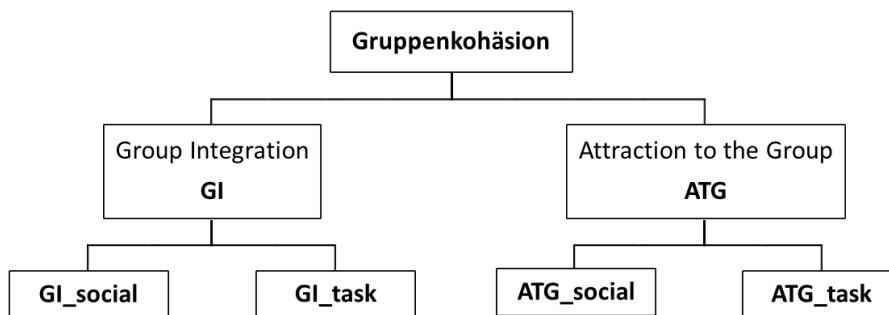 Gruppenkohäsion
Group Integration
GI
Attraction to the Group
ATG
GI_social
GI_task
ATG_social
ATG_task